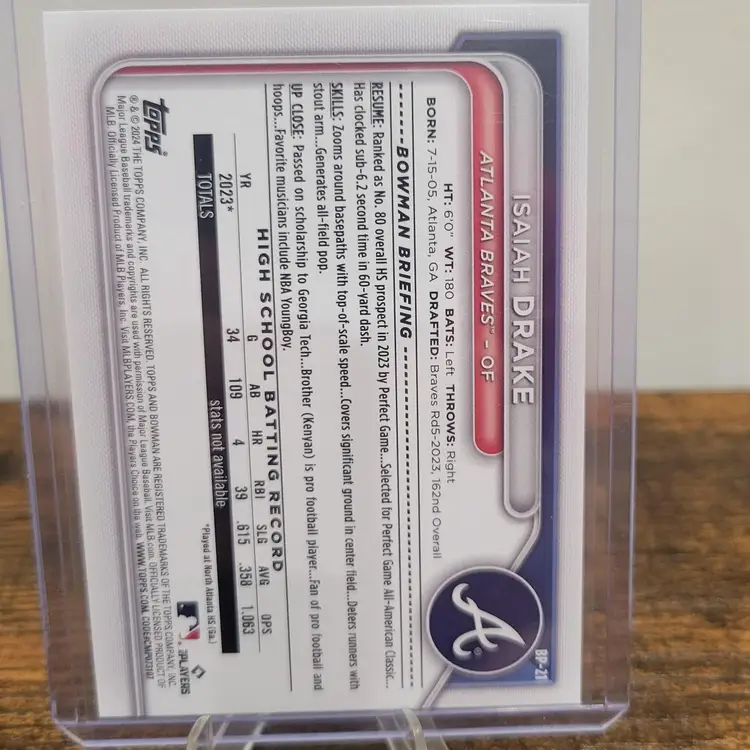 BP-21
ISAIAH DRAKE
ATLANTA BRAVES™ - OF
HT: 6'0" WT: 180 BATS: Left THROWS: Right
BORN: 7-15-05, Atlanta, GA DRAFTED: Braves Rd5-2023, 162nd Overall
BOWMAN BRIEFING
RESUME: Ranked as No. 80 overall HS prospect in 2023 by Perfect Game...Selected for Perfect Game All-American Classic...
Has clocked sub-6.2 second time in 60-yard dash.
SKILLS: Zooms around basepaths with top-of-scale speed...Covers significant ground in center field...Deters runners with
stout arm...Generates all-field pop.
UP CLOSE: Passed on scholarship to Georgia Tech...Brother (Kenyan) is pro football player...Fan of pro football and
hoops...Favorite musicians include NBA YoungBoy.
HIGH SCHOOL BATTING RECORD
YR G AB HR RBI SLG AVG OPS
2023* 34 109 4 39 .615 .358 1.063
TOTALS stats not available
*Played at North Atlanta HS (Ga.)
topps
PLAYERS
® & © 2024 THE TOPPS COMPANY, INC. ALL RIGHTS RESERVED. TOPPS AND BOWMAN ARE REGISTERED TRADEMARKS OF THE TOPPS COMPANY, INC.
Major League Baseball trademarks and copyrights are used with permission of Major League Baseball. Visit MLB.com. OFFICIALLY LICENSED PRODUCT OF
MLB. Officially Licensed Product of MLB Players, Inc. Visit MLBPLAYERS.COM, the Players Choice on the web. WWW.TOPPS.COM. CODE#CMP073197